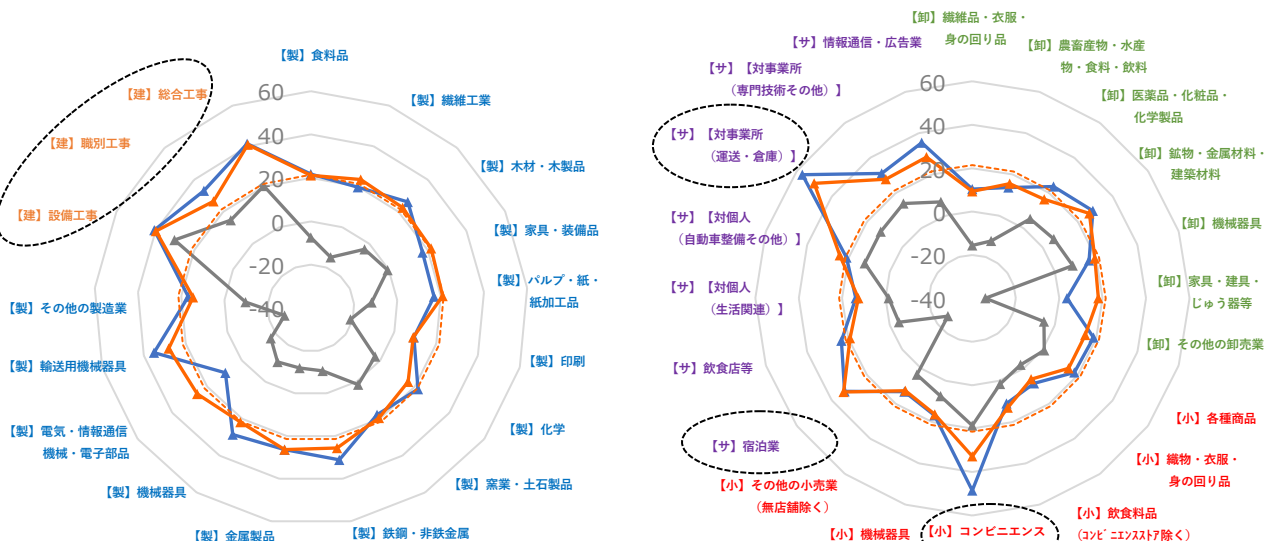 【製】食料品
【製】繊維工業
【製】木材・木製品
【製】家具・装備品
【製】パルプ・紙・
紙加工品
【製】印刷
【製】化学
【製】窯業・土石製品
【製】鉄鋼・非鉄金属
【製】金属製品
【製】機械器具
【製】電気・情報通信
機械・電子部品
【製】輸送用機械器具
【製】その他の製造業
【建】設備工事
【建】職別工事
【建】総合工事
60
40
20
0
-20
-40
【卸】繊維品・衣服・
身の回り品
【卸】農畜産物・水産
物・食料・飲料
【卸】医薬品・化粧品・
化学製品
【卸】鉱物・金属材料・
建築材料
【卸】機械器具
【卸】家具・建具・
じゅう器等
【卸】その他の卸売業
【小】各種商品
【小】織物・衣服・
身の回り品
【小】飲食料品
（ｺﾝﾋﾞﾆｴﾝｽｽﾄｱ除く）
【小】コンビニエンス
【小】機械器具
【小】その他の小売業
（無店舗除く）
【サ】宿泊業
【サ】飲食店等
【サ】【対個人
（生活関連）】
【サ】【対個人
（自動車整備その他）】
【サ】【対事業所
（運送・倉庫）】
【サ】【対事業所
（専門技術その他）】
【サ】情報通信・広告業
60
40
20
0
-20
-40